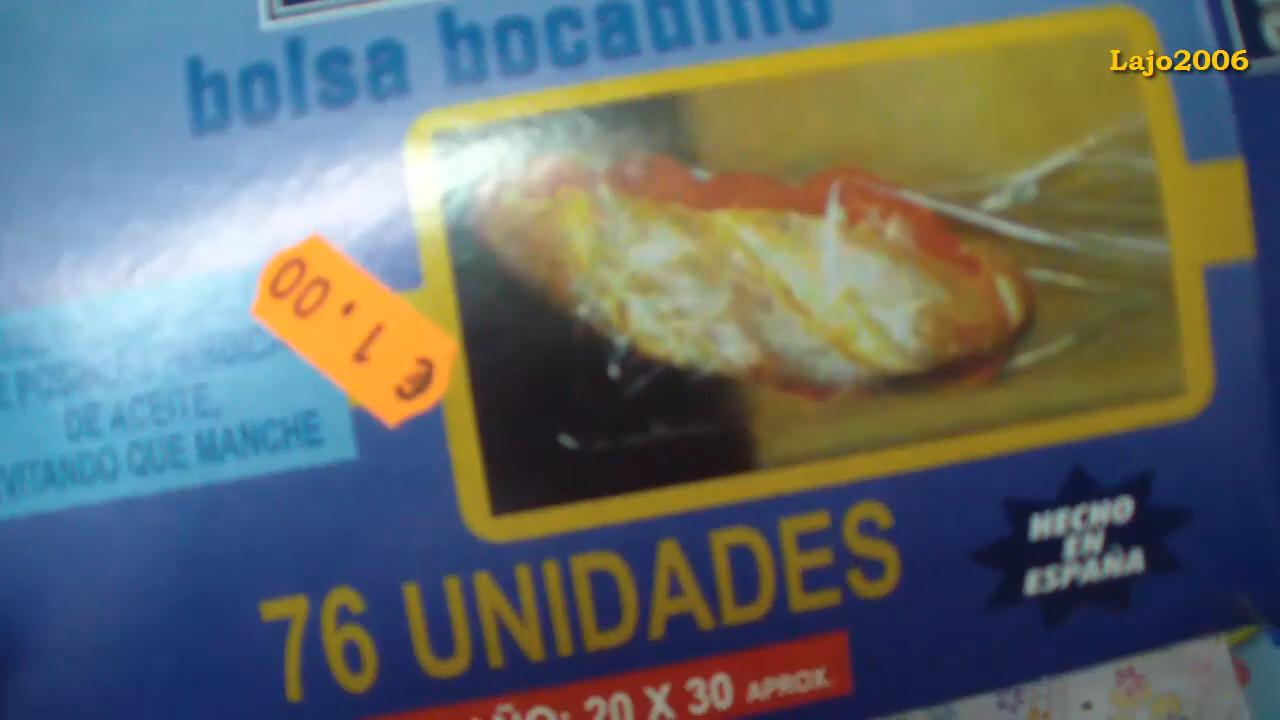 bolsa bocadillo
Lajo2006
€ 1.00
DE ACEITE,
EVITANDO QUE MANCHE
76 UNIDADES
HECHO
EN
ESPAÑA
20 X 30 APROX.